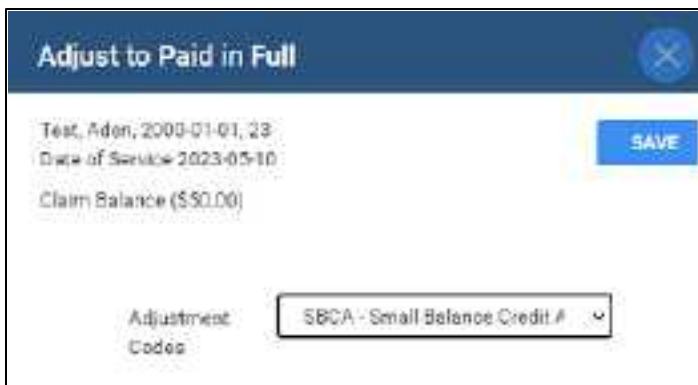 Adjust to Paid in Full
Test, Aden, 2000-01-01, 23
SAVE
Date of Service 2023-05-10
Claim Balance ($50.00)
Adjustment
Codes
SBCA - Small Balance Credit A